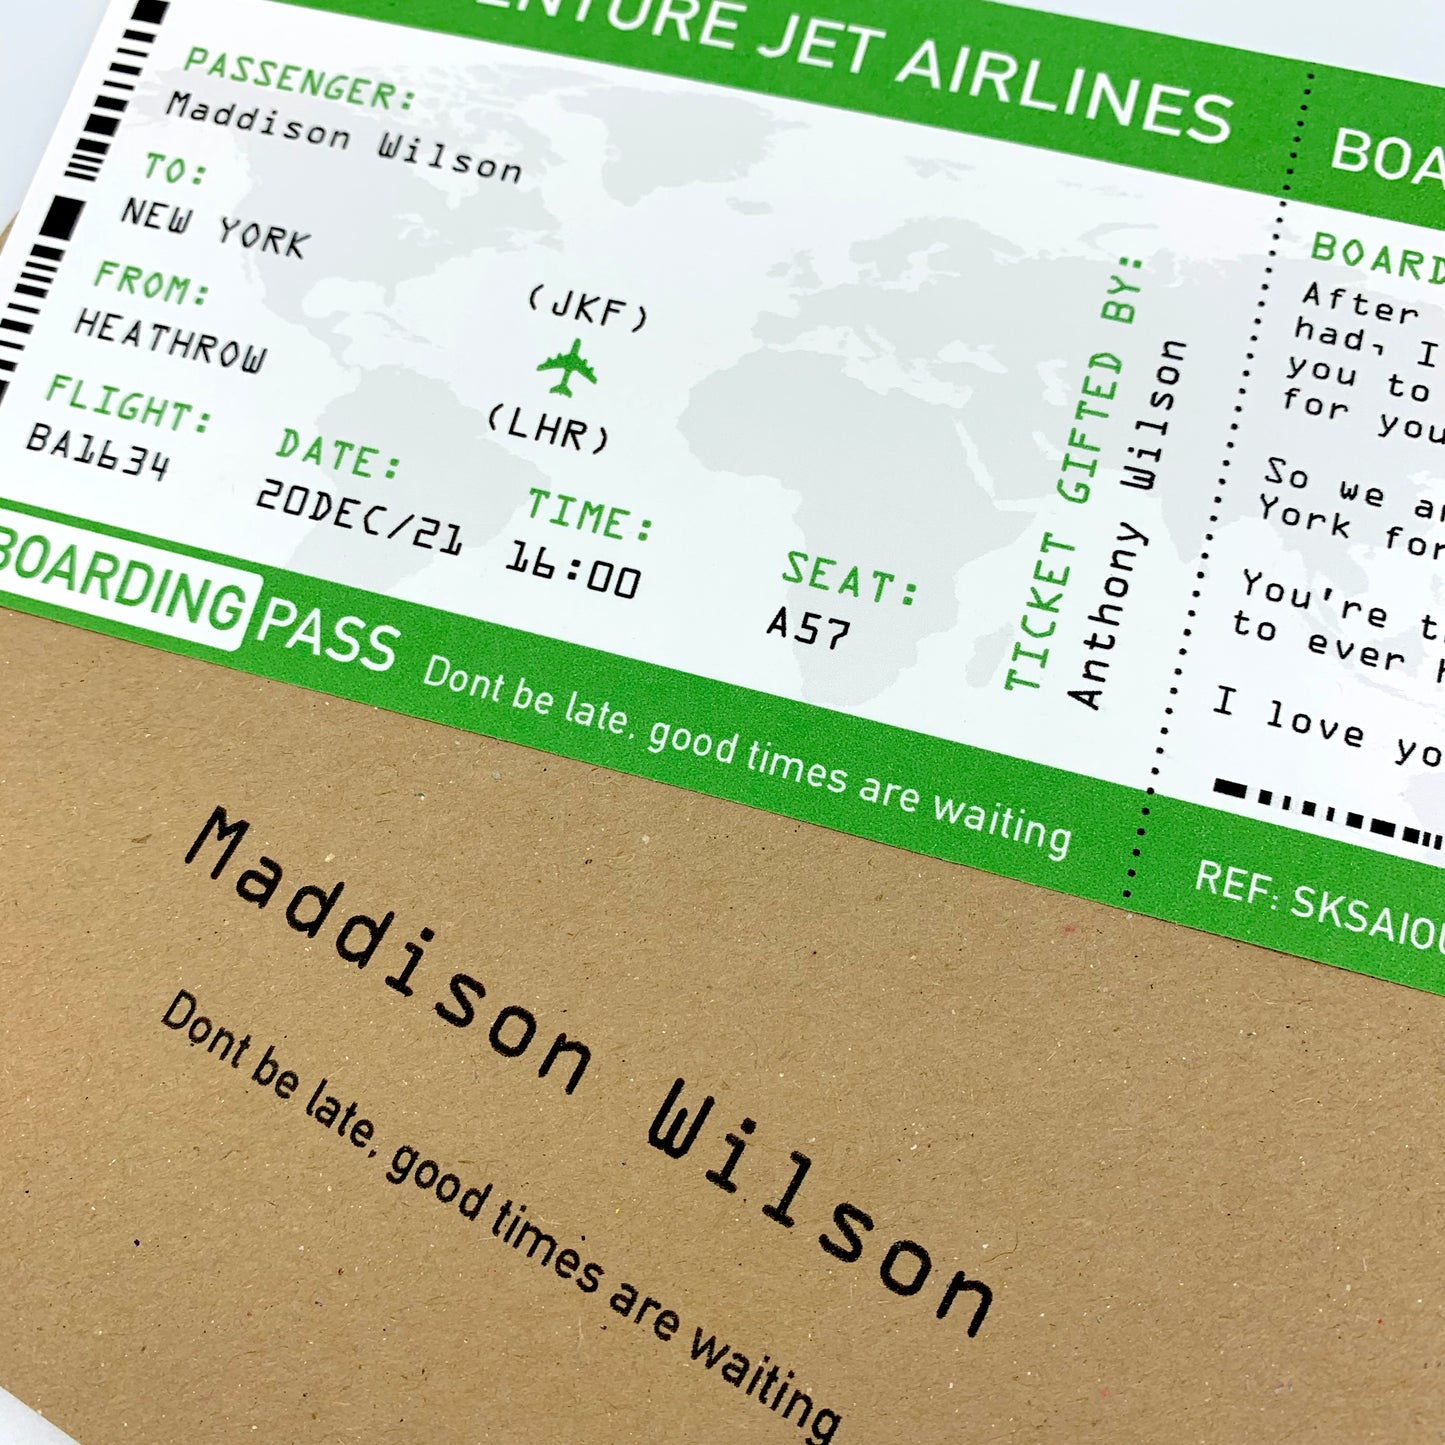 JET AIRLINES
PASSENGER:
Maddison Wilson
TO:
NEW YORK
FROM:
HEATHROW
(JKF)
(LHR)
FLIGHT:
BA1634
DATE:
20DEC/21
TIME:
16:00
SEAT:
A57
TICKET GIFTED BY:
Anthony Wilson
BOARDING PASS
Dont be late, good times are waiting
After
had, I
you to
for you
So we
York for
You're
to ever
I love
REF:
Maddison Wilson
Dont be late, good times are waiting